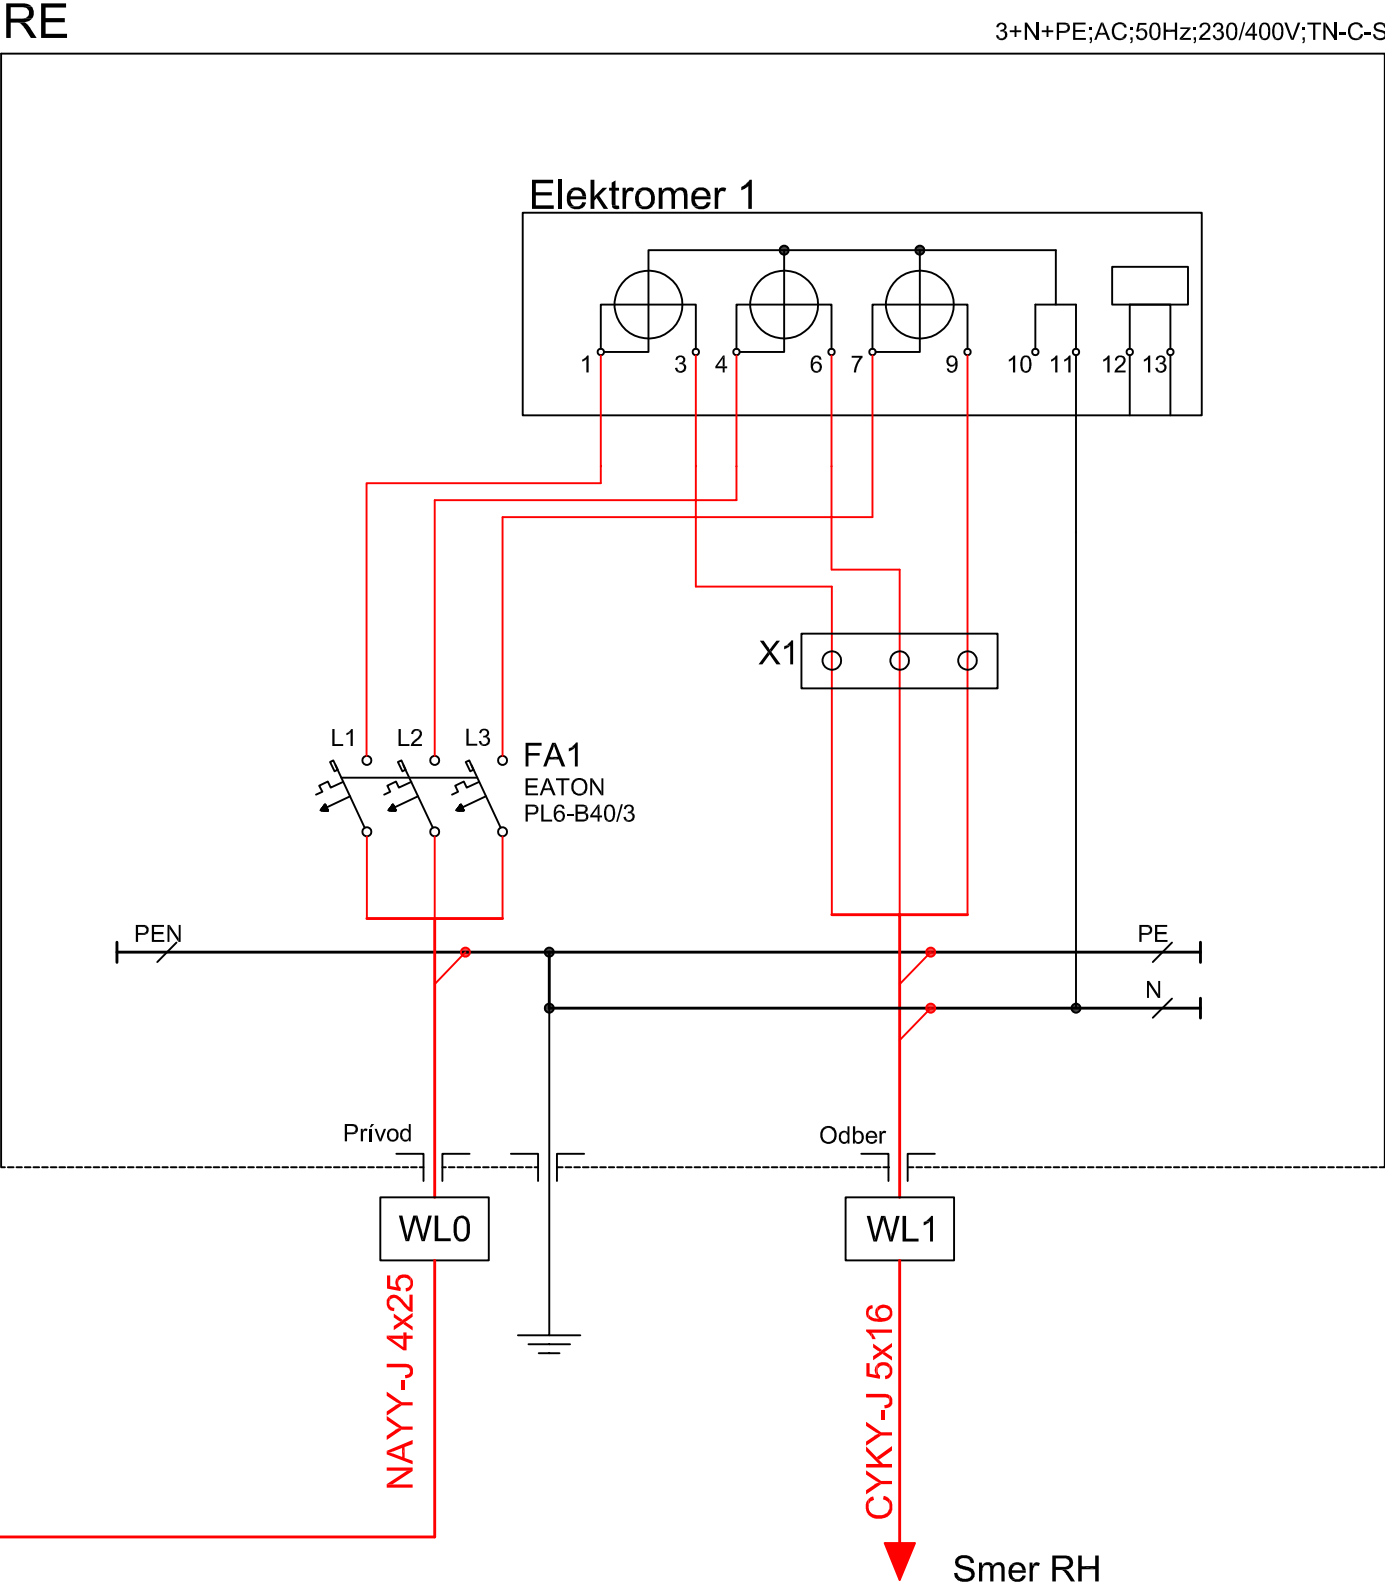 RE
3+N+PE;AC;50Hz;230/400V;TN-C-S
Elektromer 1
1 3 4 6 7 9 10 11 12 13
X1
L1 L2 L3 FA1
EATON
PL6-B40/3
PEN PE
N
Prívod Odber
WL0 WL1
NAYY-J 4x25
CYKY-J 5x16
Smer RH